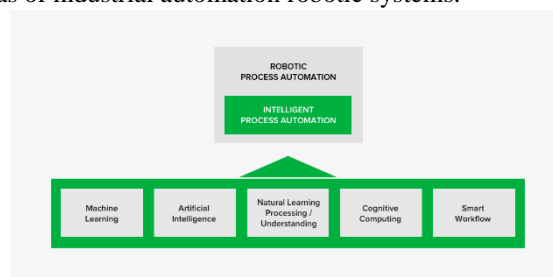 of industrial automation robotic systems.
ROBOTIC
PROCESS AUTOMATION
INTELLIGENT
PROCESS AUTOMATION
Machine
Learning
Artificial
Intelligence
Natural Learning
Processing /
Understanding
Cognitive
Computing
Smart
Workflow